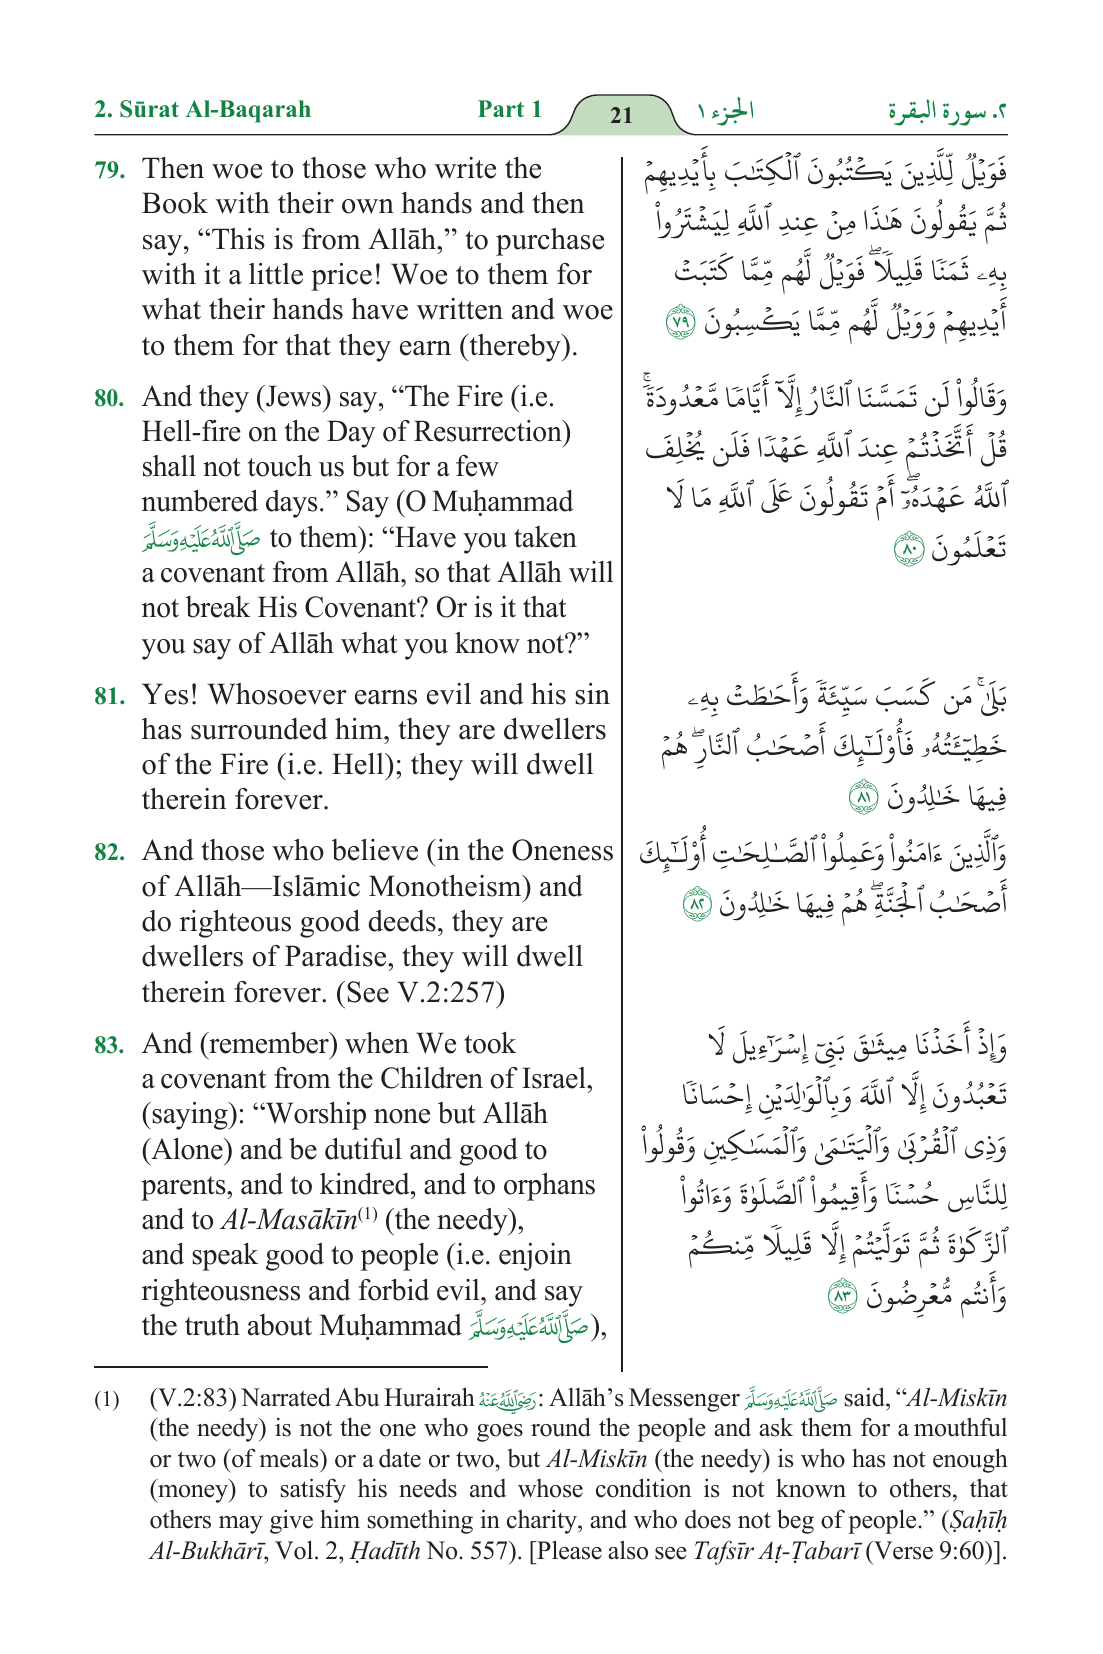 2. Sūrat Al-Baqarah Part 1 21 الجزء ١ ٢. سورة البقرة
79. Then woe to those who write the
Book with their own hands and then
say, “This is from Allāh,” to purchase
with it a little price! Woe to them for
what their hands have written and woe
to them for that they earn (thereby).
80. And they (Jews) say, “The Fire (i.e.
Hell-fire on the Day of Resurrection)
shall not touch us but for a few
numbered days.” Say (O Muḥammad
صَلَّى اللَّهُ عَلَيْهِ وَسَلَّمَ to them): “Have you taken
a covenant from Allāh, so that Allāh will
not break His Covenant? Or is it that
you say of Allāh what you know not?”
81. Yes! Whosoever earns evil and his sin
has surrounded him, they are dwellers
of the Fire (i.e. Hell); they will dwell
therein forever.
82. And those who believe (in the Oneness
of Allāh—Islāmic Monotheism) and
do righteous good deeds, they are
dwellers of Paradise, they will dwell
therein forever. (See V.2:257)
83. And (remember) when We took
a covenant from the Children of Israel,
(saying): “Worship none but Allāh
(Alone) and be dutiful and good to
parents, and to kindred, and to orphans
and to Al-Masākīn(1) (the needy),
and speak good to people (i.e. enjoin
righteousness and forbid evil, and say
the truth about Muḥammad صَلَّى اللَّهُ عَلَيْهِ وَسَلَّمَ),
فَوَيْلٌ لِّلَّذِينَ يَكْتُبُونَ ٱلْكِتَٰبَ بِأَيْدِيهِمْ
ثُمَّ يَقُولُونَ هَٰذَا مِنْ عِندِ ٱللَّهِ لِيَشْتَرُوا۟
بِهِۦ ثَمَنًا قَلِيلًا ۖ فَوَيْلٌ لَّهُم مِّمَّا كَتَبَتْ
أَيْدِيهِمْ وَوَيْلٌ لَّهُم مِّمَّا يَكْسِبُونَ ٧٩
وَقَالُوا۟ لَن تَمَسَّنَا ٱلنَّارُ إِلَّآ أَيَّامًا مَّعْدُودَةً ۚ
قُلْ أَتَّخَذْتُمْ عِندَ ٱللَّهِ عَهْدًا فَلَن يُخْلِفَ
ٱللَّهُ عَهْدَهُۥٓ ۖ أَمْ تَقُولُونَ عَلَى ٱللَّهِ مَا لَا
تَعْلَمُونَ ٨٠
بَلَىٰ ۚ مَن كَسَبَ سَيِّئَةً وَأَحَٰطَتْ بِهِۦ
خَطِيٓـَٔتُهُۥ فَأُو۟لَٰٓئِكَ أَصْحَٰبُ ٱلنَّارِ ۖ هُمْ
فِيهَا خَٰلِدُونَ ٨١
وَٱلَّذِينَ ءَامَنُوا۟ وَعَمِلُوا۟ ٱلصَّٰلِحَٰتِ أُو۟لَٰٓئِكَ
أَصْحَٰبُ ٱلْجَنَّةِ ۖ هُمْ فِيهَا خَٰلِدُونَ ٨٢
وَإِذْ أَخَذْنَا مِيثَٰقَ بَنِىٓ إِسْرَٰٓءِيلَ لَا
تَعْبُدُونَ إِلَّا ٱللَّهَ وَبِٱلْوَٰلِدَيْنِ إِحْسَانًا
وَذِى ٱلْقُرْبَىٰ وَٱلْيَتَٰمَىٰ وَٱلْمَسَٰكِينِ وَقُولُوا۟
لِلنَّاسِ حُسْنًا وَأَقِيمُوا۟ ٱلصَّلَوٰةَ وَءَاتُوا۟
ٱلزَّكَوٰةَ ثُمَّ تَوَلَّيْتُمْ إِلَّا قَلِيلًا مِّنكُمْ
وَأَنتُم مُّعْرِضُونَ ٨٣
(1) (V.2:83) Narrated Abu Hurairah رَضِيَ اللَّهُ عَنْهُ: Allāh’s Messenger صَلَّى اللَّهُ عَلَيْهِ وَسَلَّمَ said, “Al-Miskīn
(the needy) is not the one who goes round the people and ask them for a mouthful
or two (of meals) or a date or two, but Al-Miskīn (the needy) is who has not enough
(money) to satisfy his needs and whose condition is not known to others, that
others may give him something in charity, and who does not beg of people.” (Ṣaḥīḥ
Al-Bukhārī, Vol. 2, Ḥadīth No. 557). [Please also see Tafsīr Aṭ-Ṭabarī (Verse 9:60)].